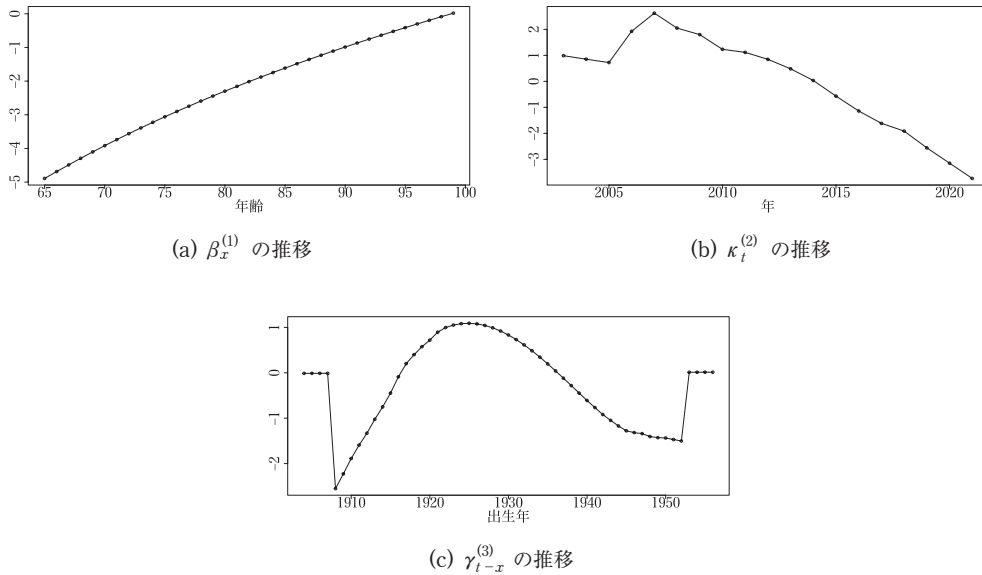 0
-1
-2
-3
-4
-5
65 70 75 80 85 90 95 100
年齢
(a) β_x^{(1)} の推移
2
1
0
-1
-2
-3
2005 2010 2015 2020
年
(b) κ_t^{(2)} の推移
1
0
-1
-2
1910 1920 1930 1940 1950
出生年
(c) γ_{t-x}^{(3)} の推移